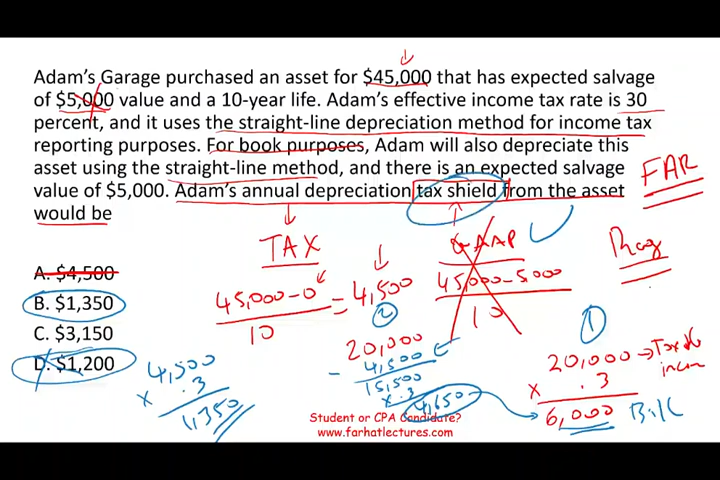 Adam's Garage purchased an asset for $45,000 that has expected salvage
of $5,000 value and a 10-year life. Adam's effective income tax rate is 30
percent, and it uses the straight-line depreciation method for income tax
reporting purposes. For book purposes, Adam will also depreciate this
asset using the straight-line method, and there is an expected salvage
value of $5,000. Adam's annual depreciation tax shield from the asset
would be
FAR
TAX
GAAP
Reg
A. $4,500
B. $1,350
C. $3,150
D. $1,200
45,000-0 = 4,500
10
45,000-5,000
10
4,500
x .3
1,350
2
20,000
- 4,500
15,500
x .3
4,650
1
20,000 → Taxable
incom
x .3
6,000 Bill
Student or CPA Candidate?
www.farhatlectures.com